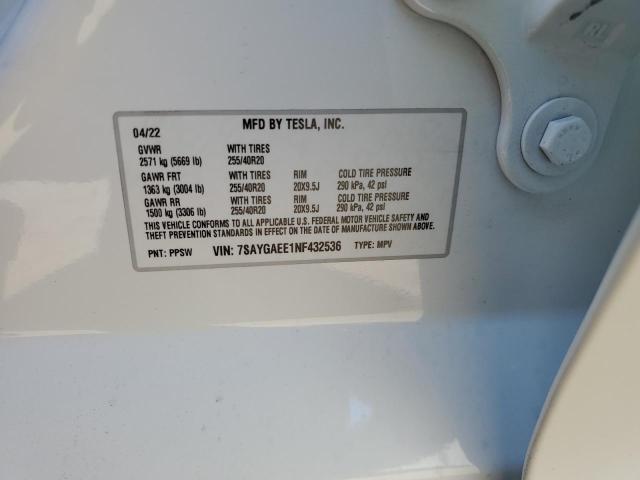 RL
MFD BY TESLA, INC.
04/22
GVWR WITH TIRES
2571 kg (5669 lb) 255/40R20
GAWR FRT WITH TIRES RIM COLD TIRE PRESSURE
1363 kg (3004 lb) 255/40R20 20X9.5J 290 kPa, 42 psi
GAWR RR WITH TIRES RIM COLD TIRE PRESSURE
1500 kg (3306 lb) 255/40R20 20X9.5J 290 kPa, 42 psi
THIS VEHICLE CONFORMS TO ALL APPLICABLE U.S. FEDERAL MOTOR VEHICLE SAFETY AND
THEFT PREVENTION STANDARDS IN EFFECT ON THE DATE OF MANUFACTURE SHOWN ABOVE.
PNT: PPSW VIN: 7SAYGAEE1NF432536 TYPE: MPV